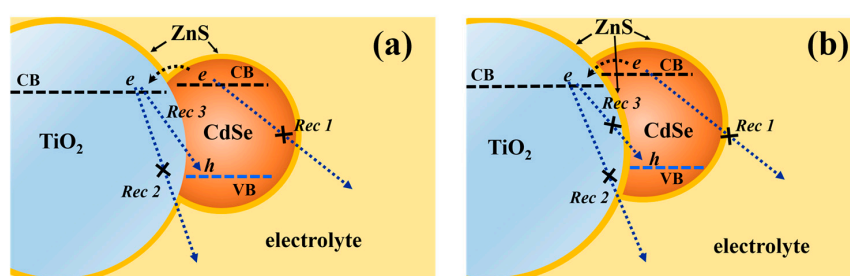 (a)
ZnS
CB
e
e
CB
Rec 3
TiO2
CdSe
Rec 1
h
Rec 2
VB
electrolyte
(b)
ZnS
CB
e
e
CB
Rec 3
TiO2
CdSe
Rec 1
h
Rec 2
VB
electrolyte